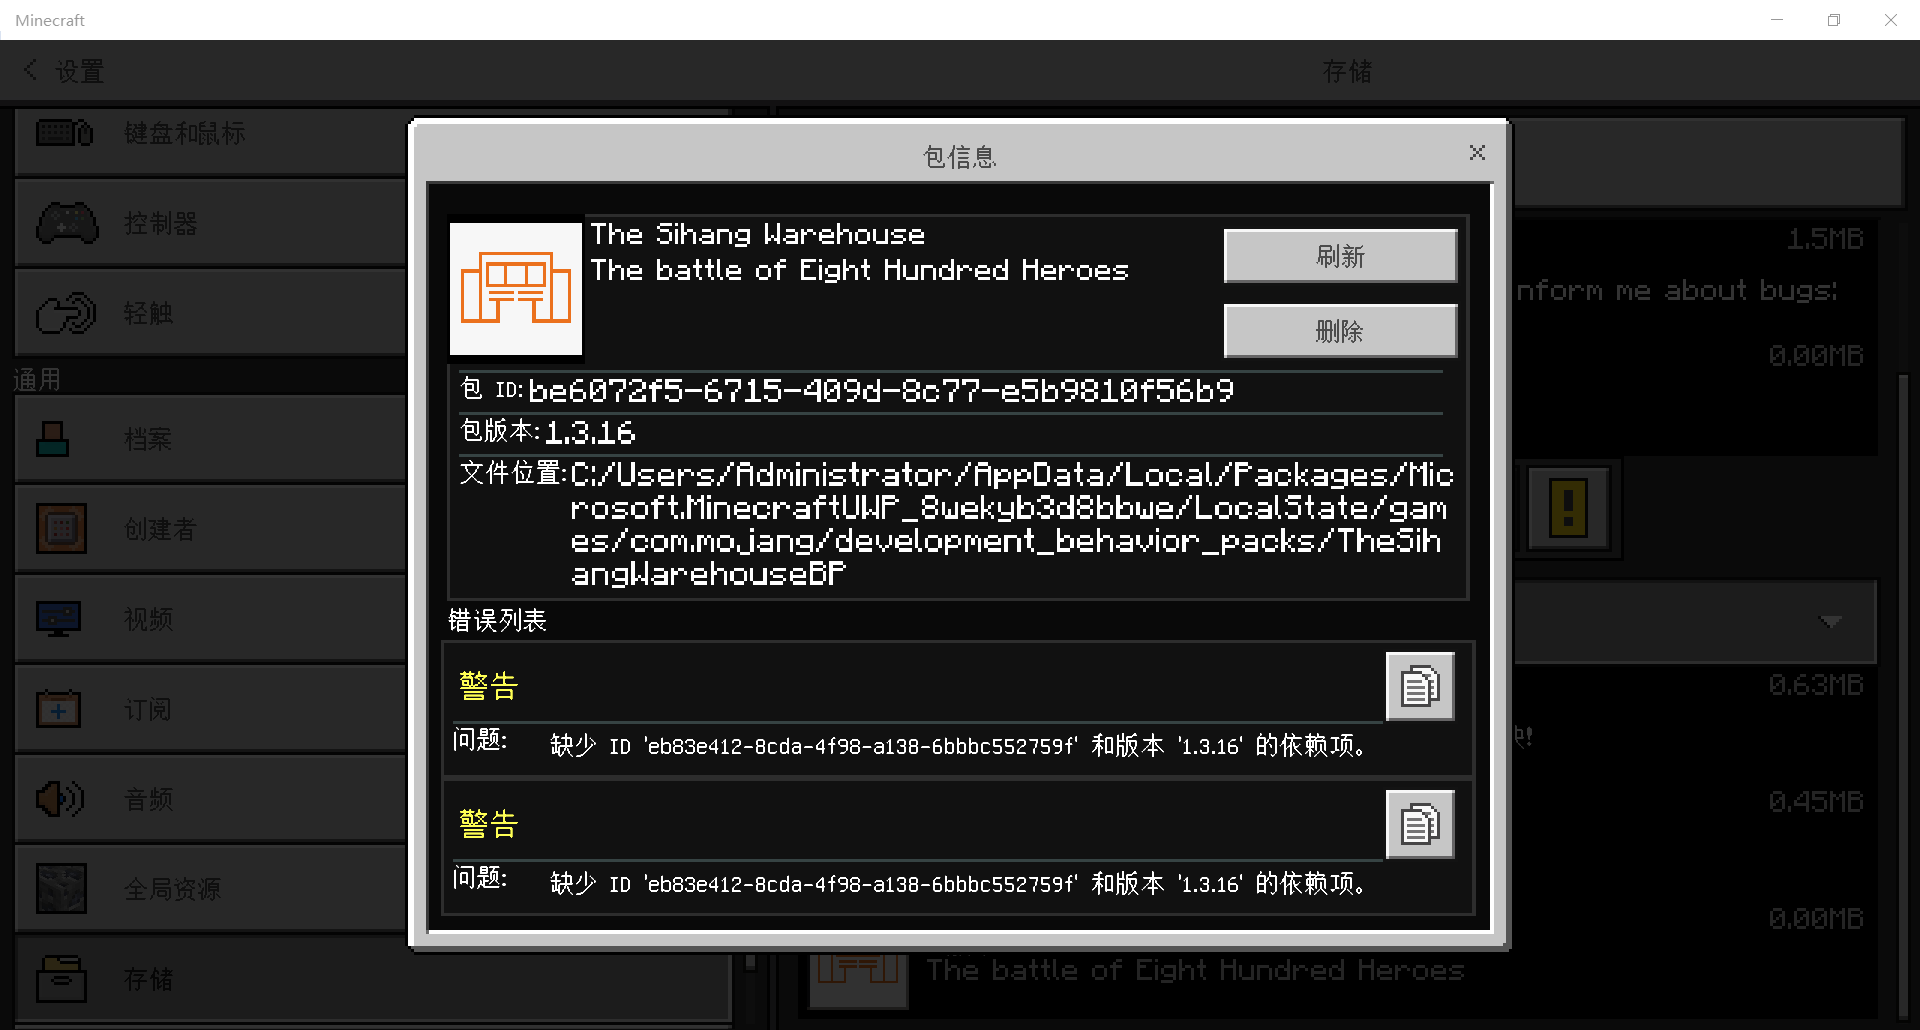 Minecraft
设置
存储
键盘和鼠标
控制器
轻触
通用
档案
创建者
视频
订阅
音频
全局资源
存储
包信息
The Sihang Warehouse
The battle of Eight Hundred Heroes
刷新
删除
包 ID: be6072f5-6715-409d-8c77-e5b9810f56b9
包版本: 1.3.16
文件位置: C:/Users/Administrator/AppData/Local/Packages/Mic
rosoft.MinecraftUWP_8wekyb3d8bbwe/LocalState/gam
es/com.mojang/development_behavior_packs/TheSih
angWarehouseBP
错误列表
警告
问题: 缺少 ID 'eb83e412-8cda-4f98-a138-6bbbc552759f' 和版本 '1.3.16' 的依赖项。
警告
问题: 缺少 ID 'eb83e412-8cda-4f98-a138-6bbbc552759f' 和版本 '1.3.16' 的依赖项。
1.5MB
nform me about bugs:
0.00MB
0.63MB
0.45MB
0.00MB
The battle of Eight Hundred Heroes